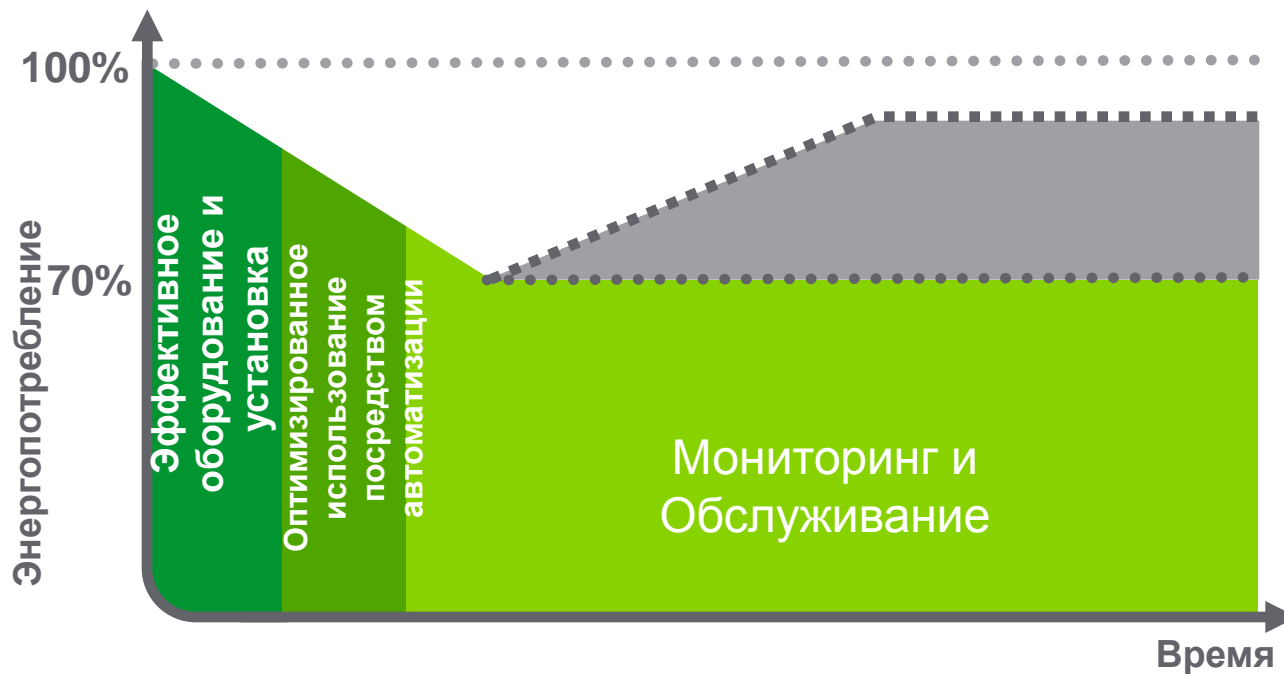 100%
70%
Энергопотребление
Эффективное
оборудование и
установка
Оптимизированное
использование
посредством
автоматизации
Мониторинг и
Обслуживание
Время